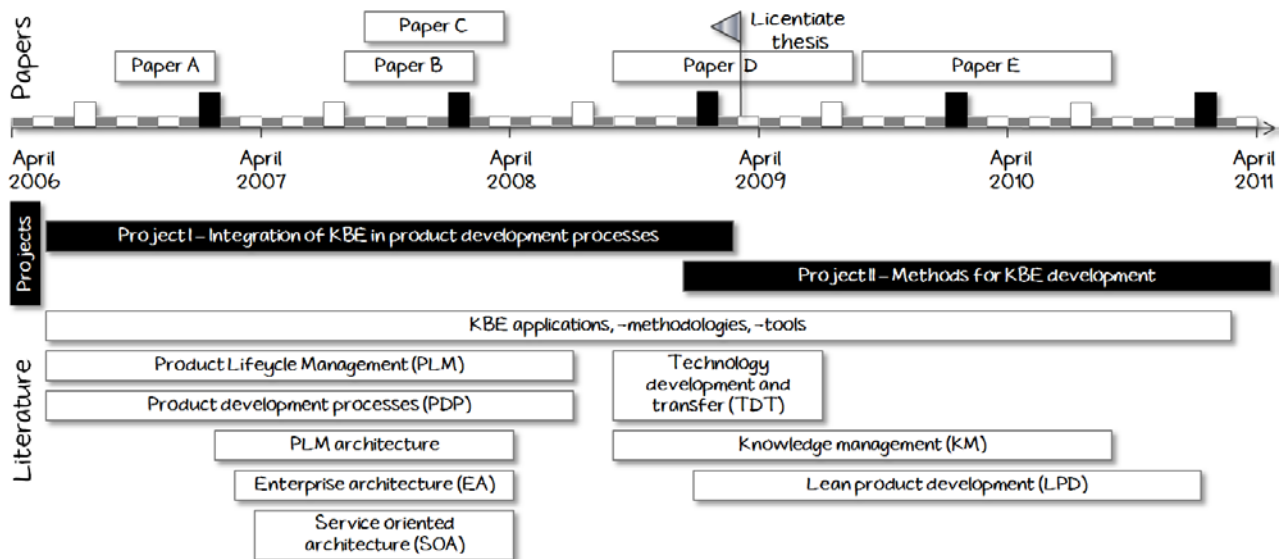 Papers
Paper C
Licentiate
thesis
Paper A
Paper B
Paper D
Paper E
April
2006
April
2007
April
2008
April
2009
April
2010
April
2011
Projects
Project I – Integration of KBE in product development processes
Project II – Methods for KBE development
Literature
KBE applications, -methodologies, -tools
Product Lifeycle Management (PLM)
Technology
development and
transfer (TDT)
Product development processes (PDP)
PLM architecture
Knowledge management (KM)
Enterprise architecture (EA)
Lean product development (LPD)
Service oriented
architecture (SOA)